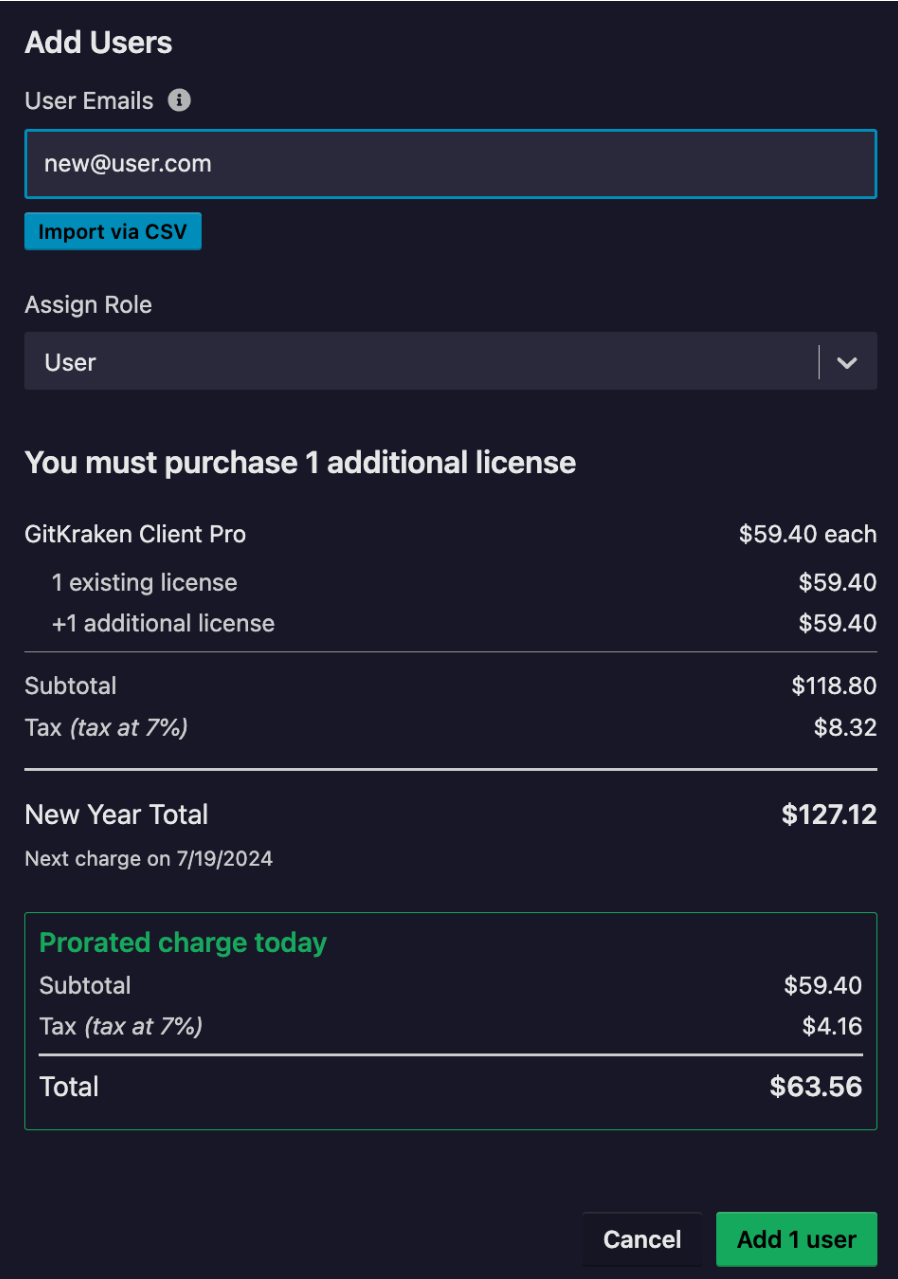 Add Users
User Emails
new@user.com
Import via CSV
Assign Role
User
You must purchase 1 additional license
GitKraken Client Pro $59.40 each
1 existing license $59.40
+1 additional license $59.40
Subtotal $118.80
Tax (tax at 7%) $8.32
New Year Total $127.12
Next charge on 7/19/2024
Prorated charge today
Subtotal $59.40
Tax (tax at 7%) $4.16
Total $63.56
Cancel Add 1 user